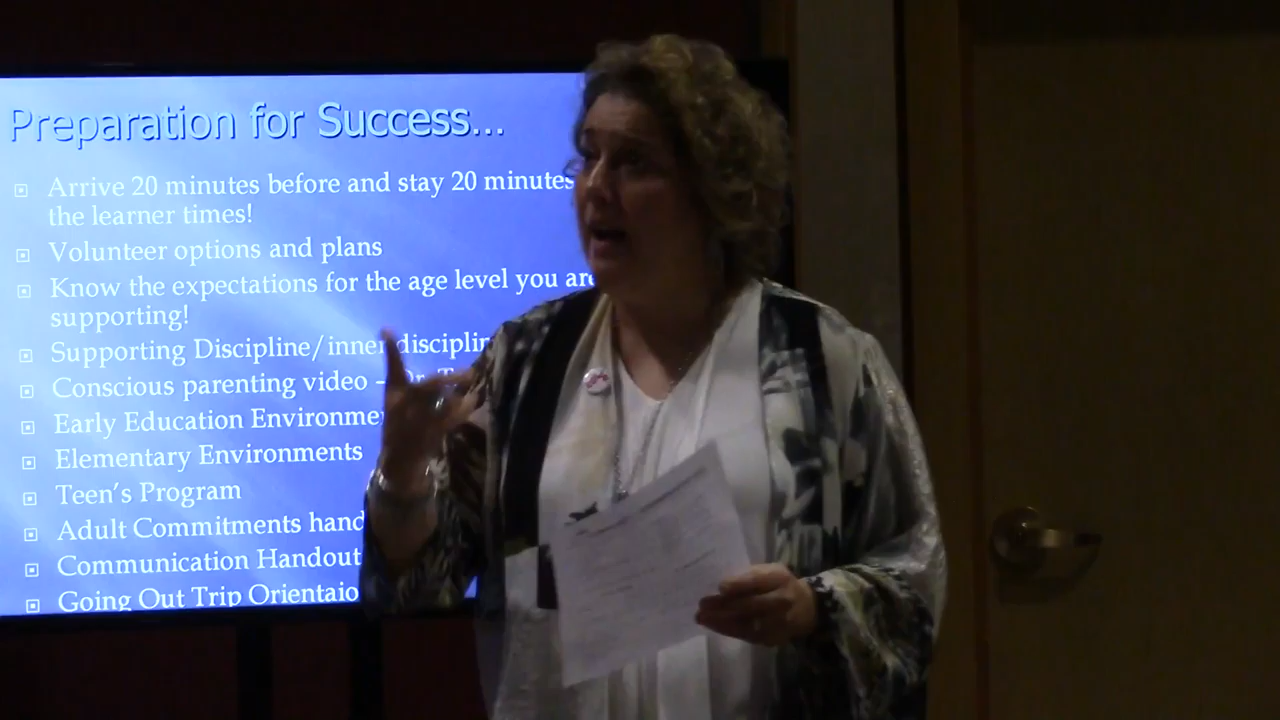 Preparation for Success...
Arrive 20 minutes before and stay 20 minutes
the learner times!
Volunteer options and plans
Know the expectations for the age level you are
supporting!
Supporting Discipline/inner
Conscious parenting video -
Early Education
Elementary Environments
Teen's Program
Adult Commitments
Communication Handout
Going Out Trip Orientaio